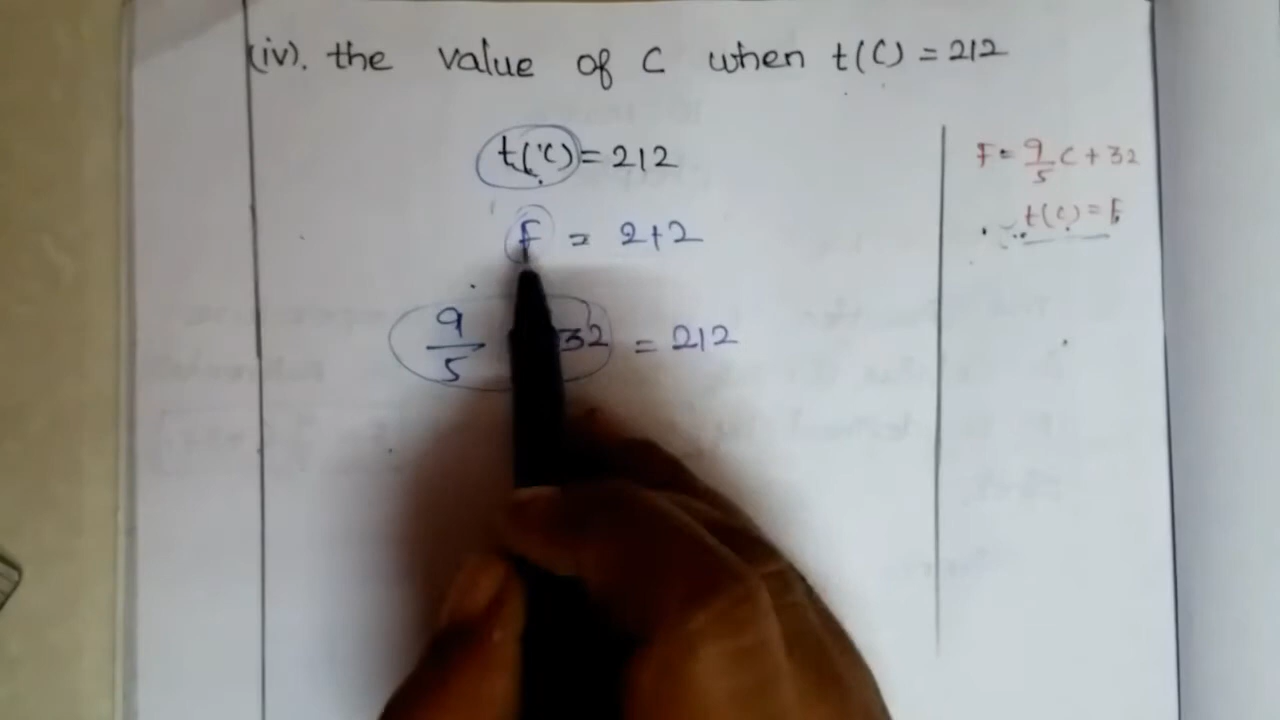 (iv). the value of C when t(C) = 212
t(°C) = 212
F = 212
9/5 32 = 212
F = 9/5 C + 32
t(C) = F